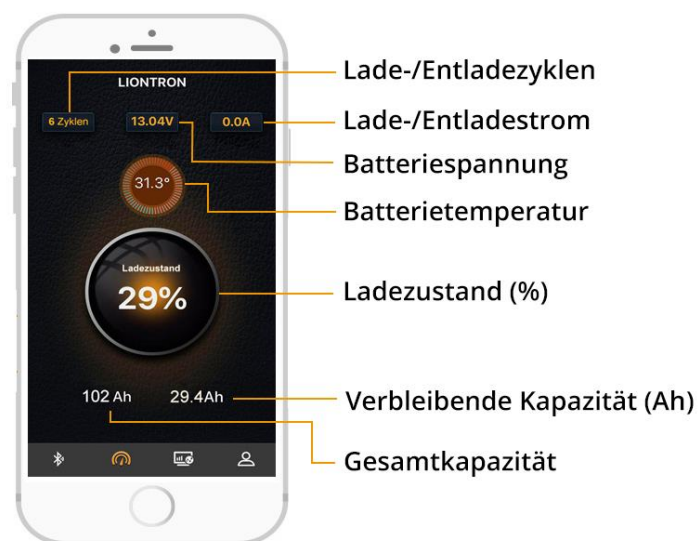 LIONTRON
6 Zyklen
13.04V
0.0A
31.3°
Ladezustand
29%
102 Ah
29.4Ah
Lade-/Entladezyklen
Lade-/Entladestrom
Batteriespannung
Batterietemperatur
Ladezustand (%)
Verbleibende Kapazität (Ah)
Gesamtkapazität